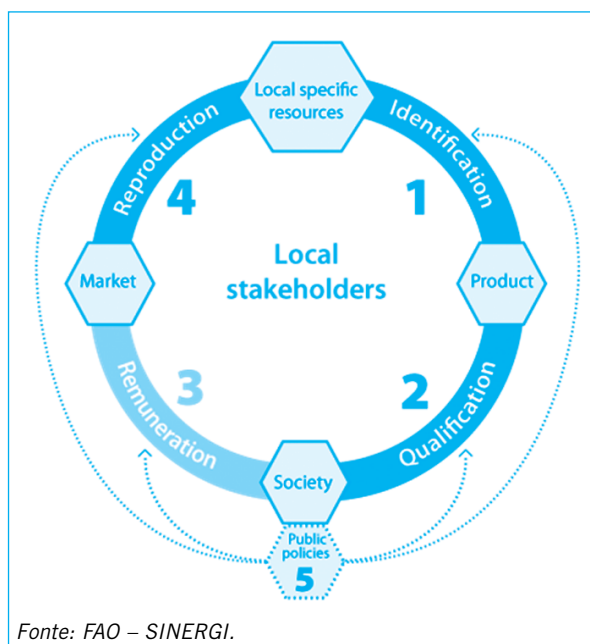 Local specific
resources
Reproduction
Identification
4
1
Local
stakeholders
Market
Product
3
2
Remuneration
Qualification
Society
Public
policies
5
Fonte: FAO – SINERGI.